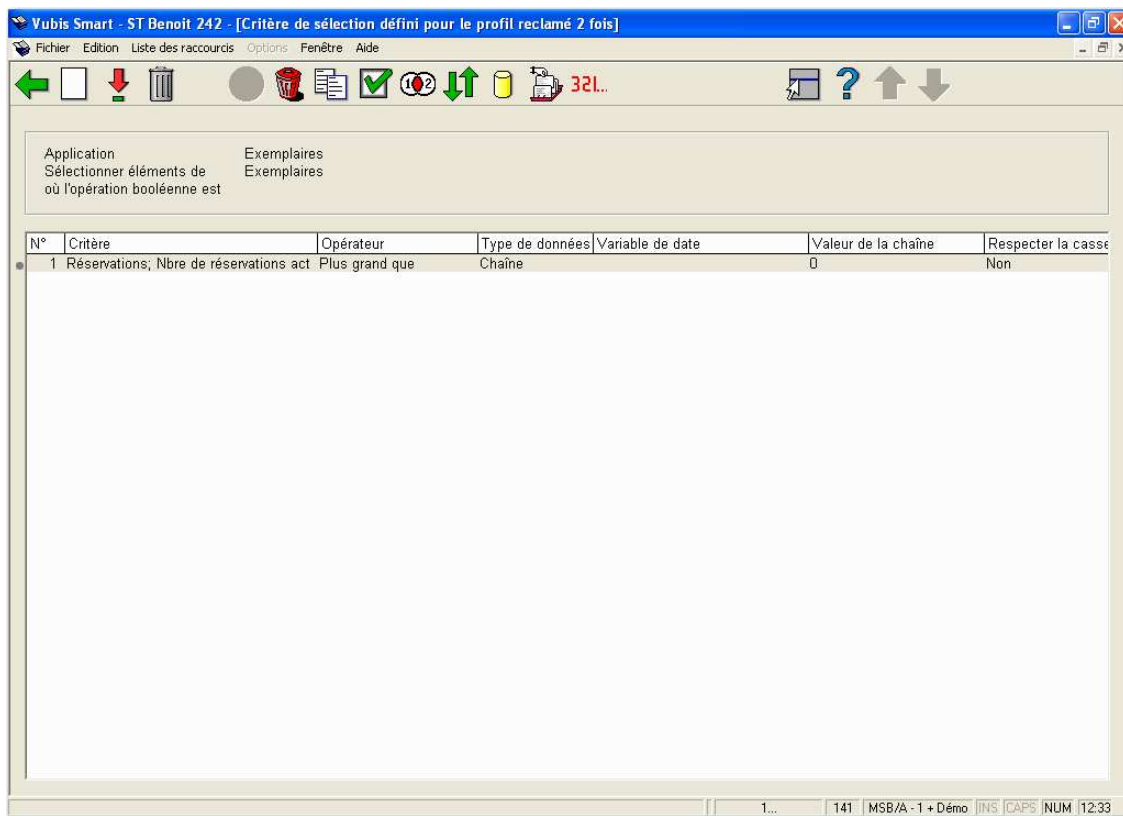 Vubis Smart - ST Benoit 242 - [Critère de sélection défini pour le profil reclamé 2 fois]
Fichier Edition Liste des raccourcis Options Fenêtre Aide
102 321...
Application Exemplaires
Sélectionner éléments de Exemplaires
où l'opération booléenne est
N° Critère Opérateur Type de données Variable de date Valeur de la chaîne Respecter la casse
1 Réservations; Nbre de réservations act Plus grand que Chaîne 0 Non
1... 141 MSB/A - 1 + Démo INS CAPS NUM 12:33